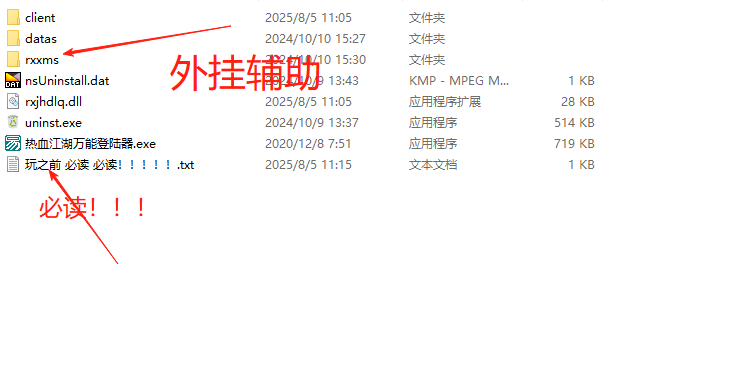 client 2025/8/5 11:05 文件夹
datas 2024/10/10 15:27 文件夹
rxxms 2024/10/10 15:30 文件夹
外挂辅助
nsUninstall.dat 2024/10/9 13:43 KMP - MPEG M... 1 KB
DAT
rxjhdlq.dll 2025/8/5 11:05 应用程序扩展 28 KB
uninst.exe 2024/10/9 13:37 应用程序 514 KB
热血江湖万能登陆器.exe 2020/12/8 7:51 应用程序 719 KB
玩之前 必读 必读！！！！！.txt 2025/8/5 11:15 文本文档 1 KB
必读！！！